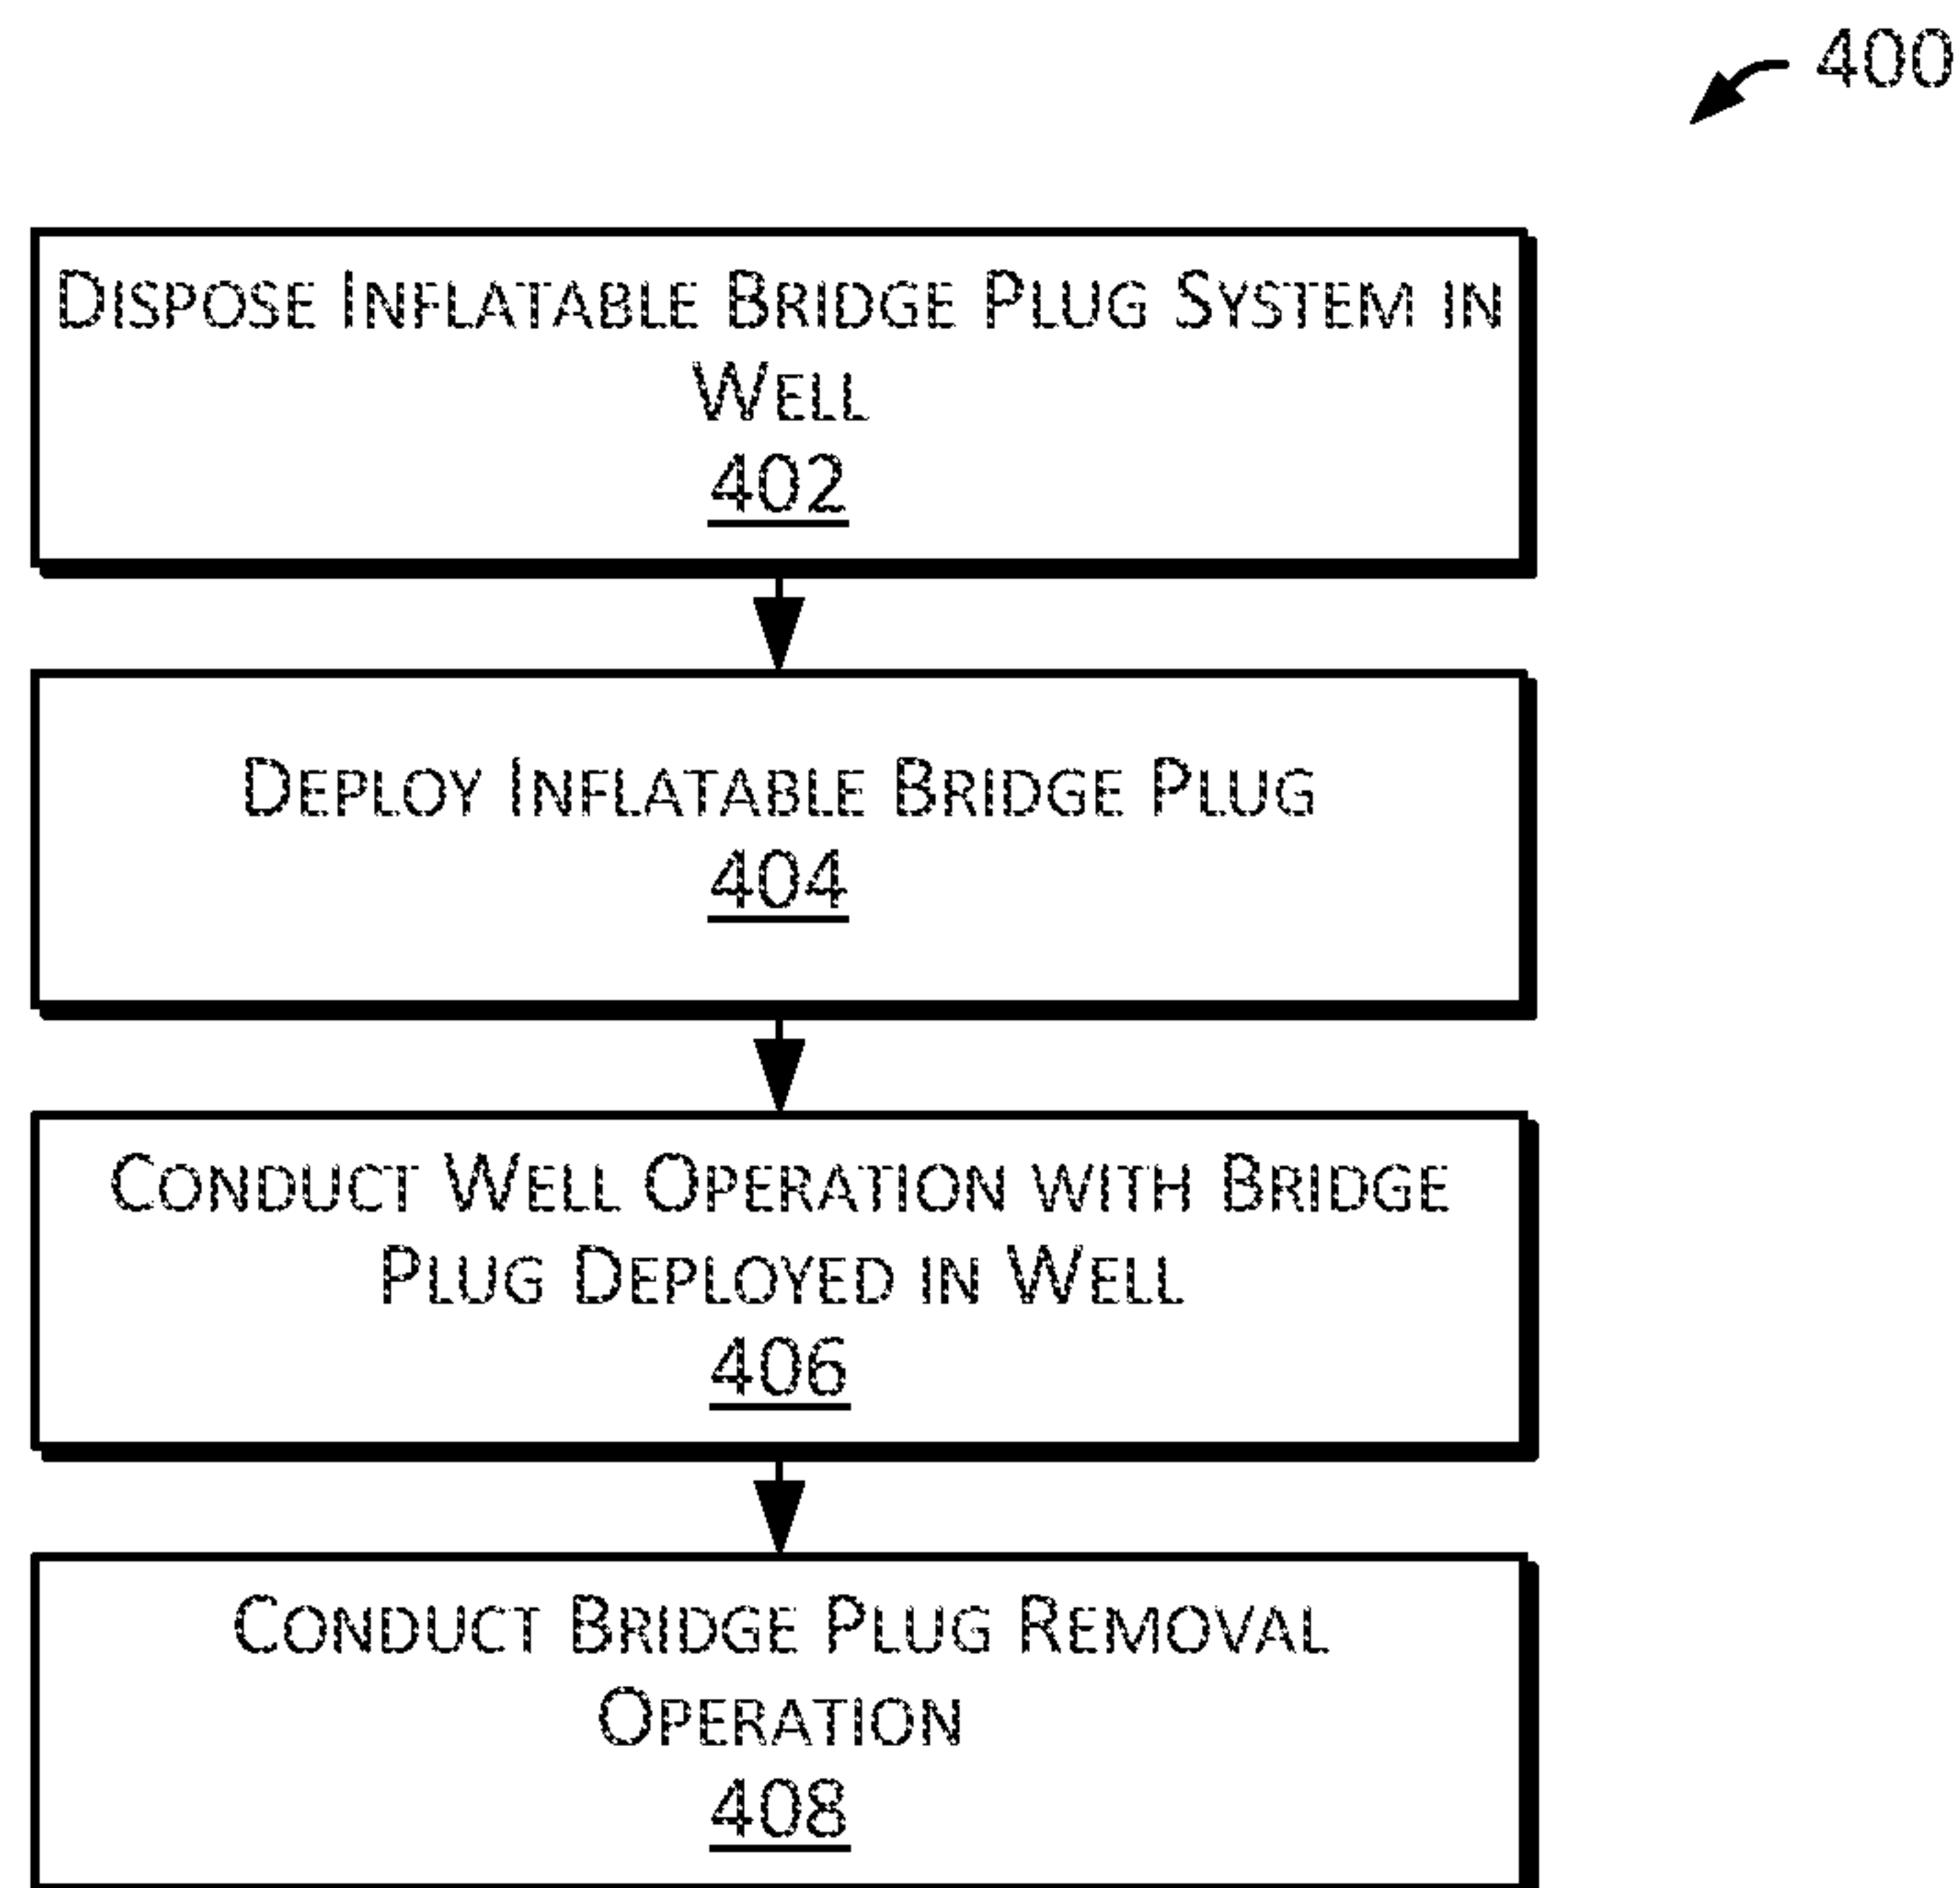 400
Dispose Inflatable Bridge Plug System in
Well
402
Deploy Inflatable Bridge Plug
404
Conduct Well Operation with Bridge
Plug Deployed in Well
406
Conduct Bridge Plug Removal
Operation
408